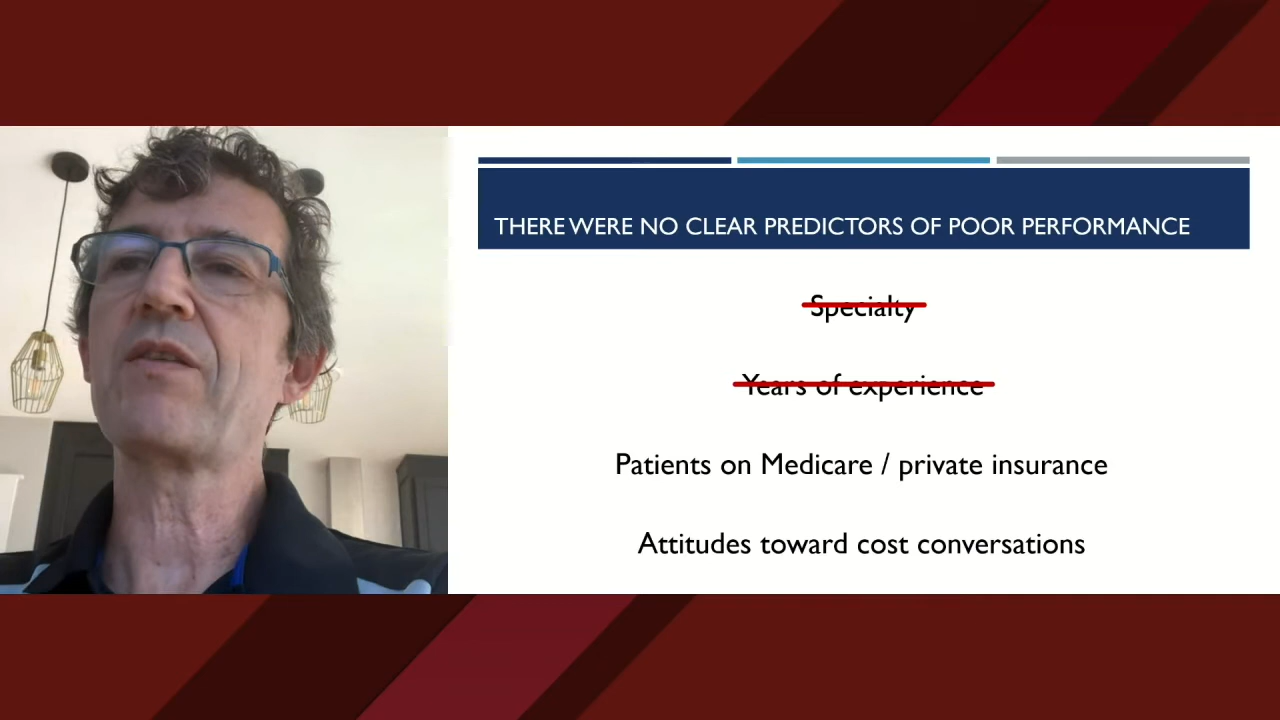 THERE WERE NO CLEAR PREDICTORS OF POOR PERFORMANCE
Specialty
Years of experience
Patients on Medicare / private insurance
Attitudes toward cost conversations